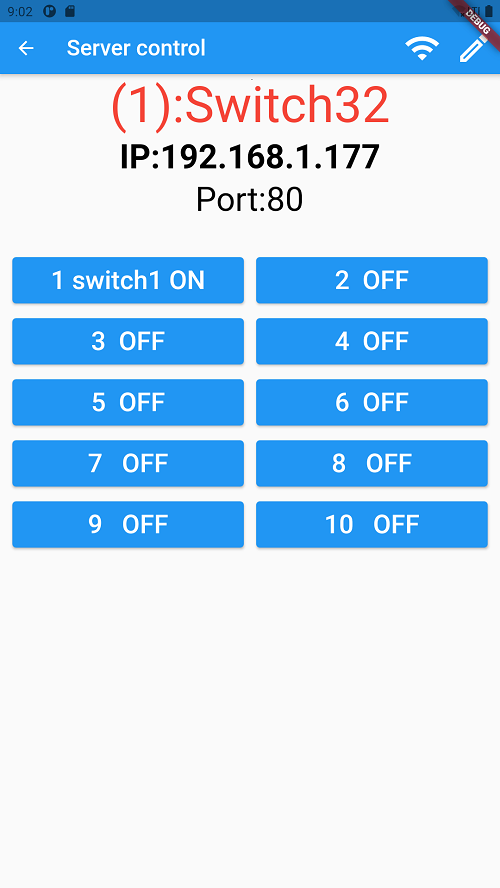 9:02
DEBUG
Server control
(1):Switch32
IP:192.168.1.177
Port:80
1 switch1 ON
2 OFF
3 OFF
4 OFF
5 OFF
6 OFF
7 OFF
8 OFF
9 OFF
10 OFF